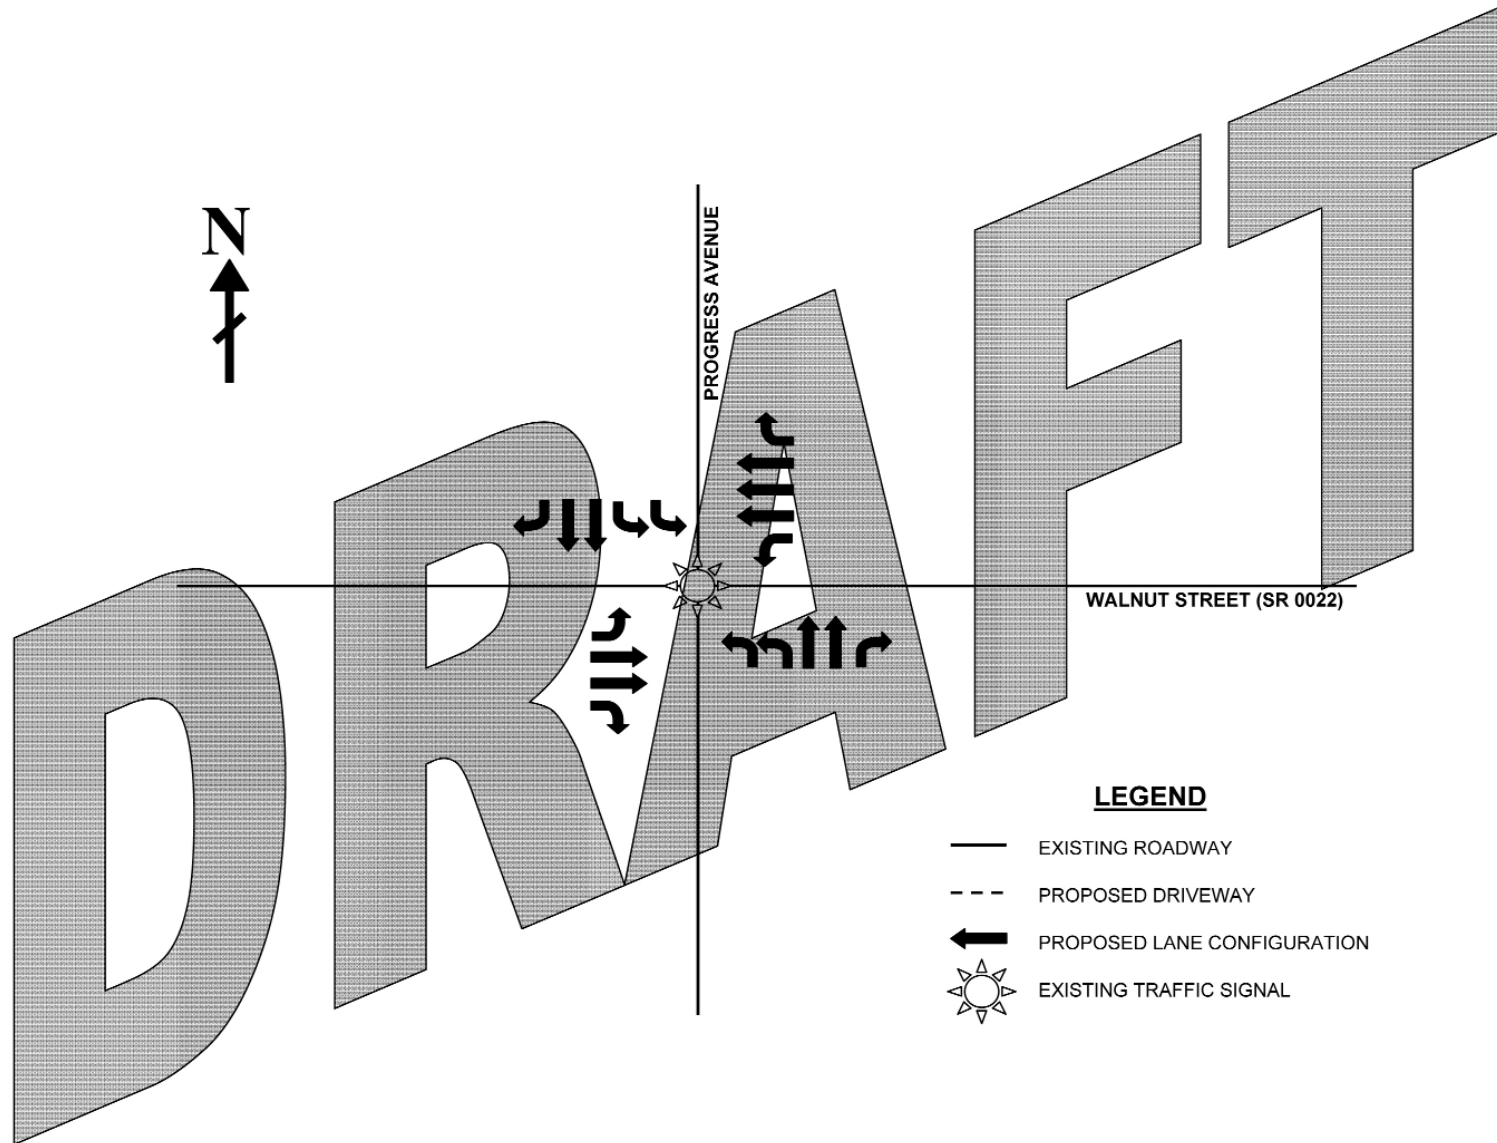 DRAFT
N
PROGRESS AVENUE
WALNUT STREET (SR 0022)
LEGEND
EXISTING ROADWAY
PROPOSED DRIVEWAY
PROPOSED LANE CONFIGURATION
EXISTING TRAFFIC SIGNAL